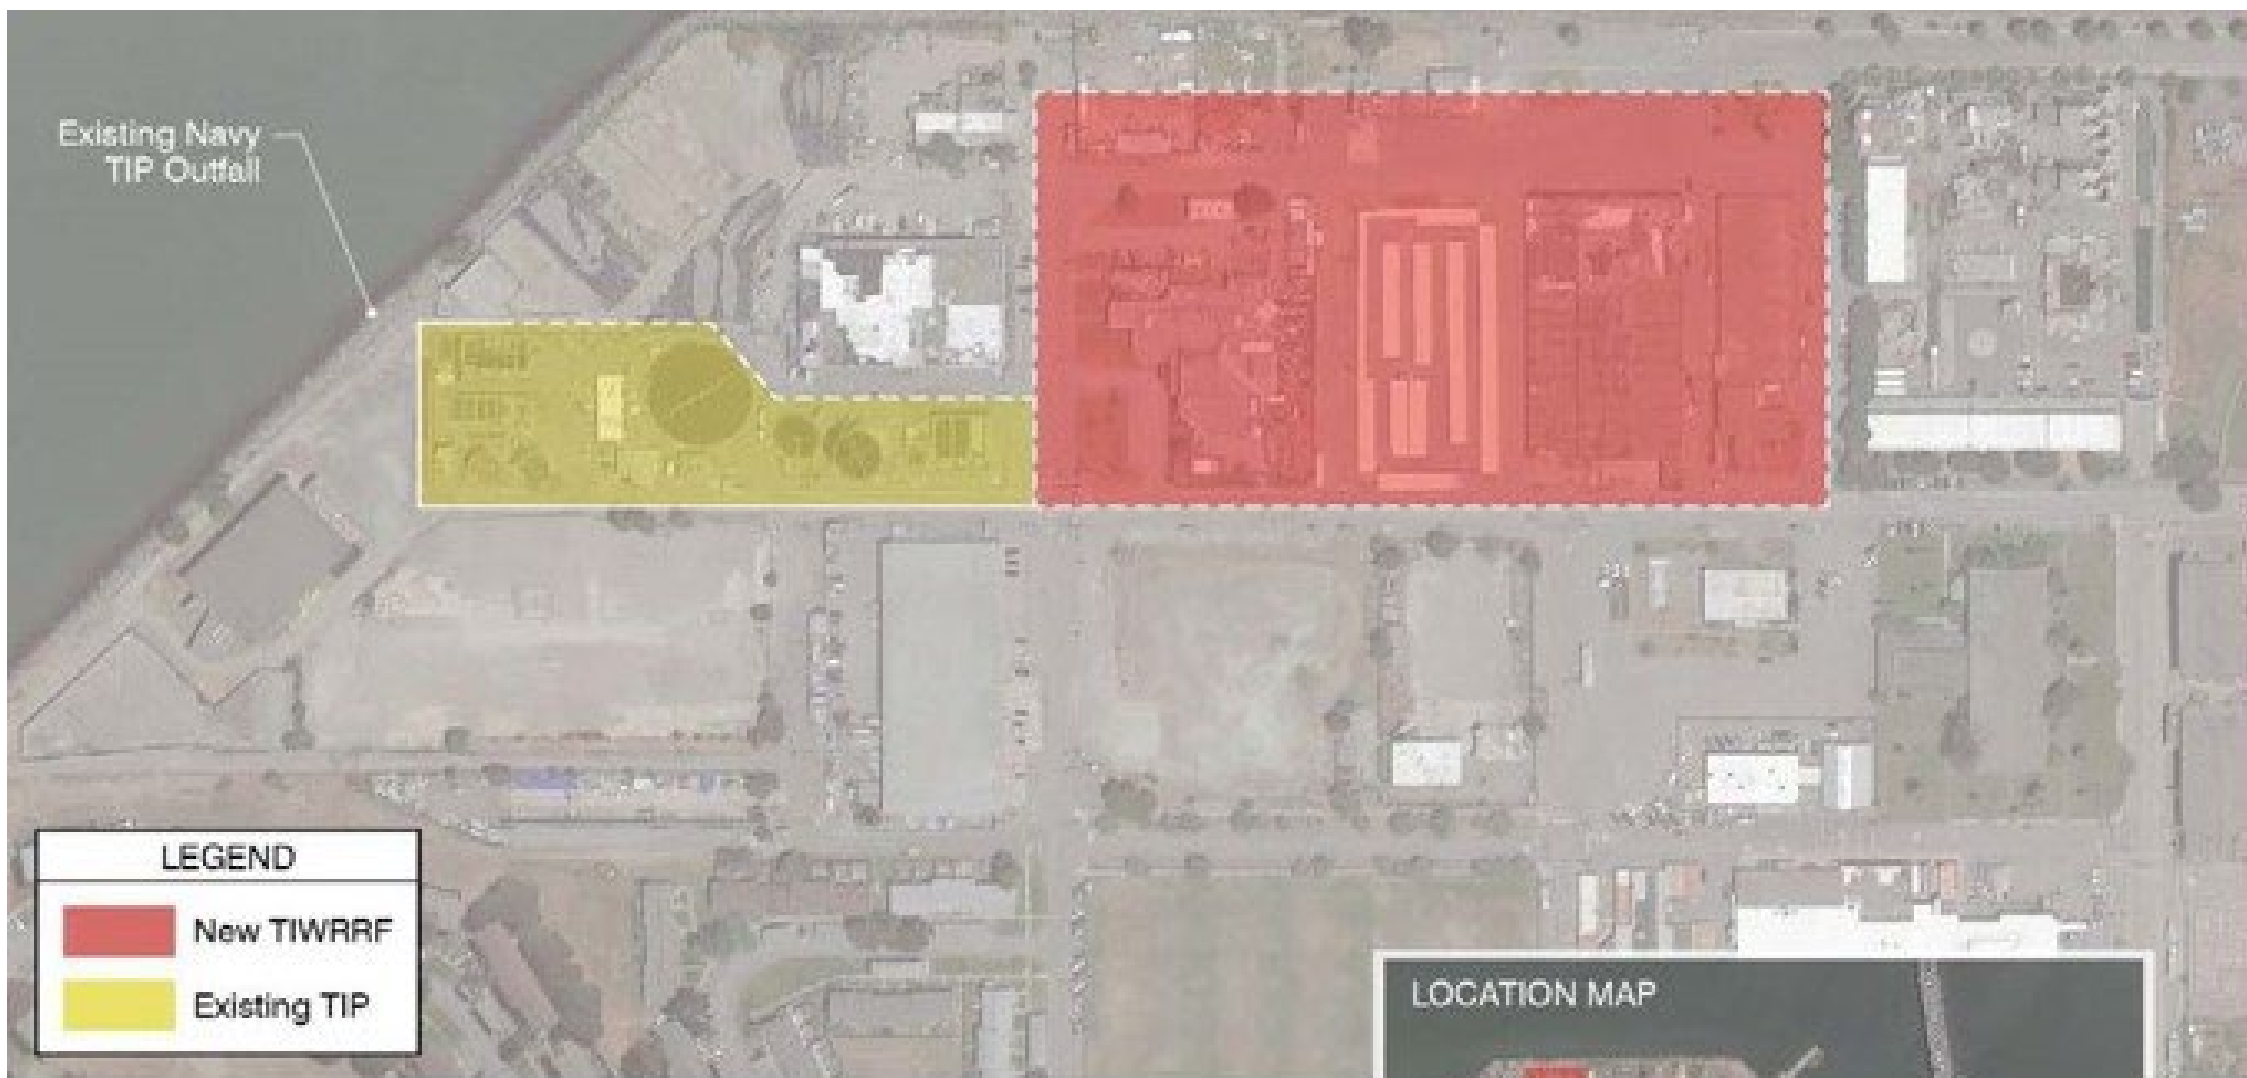 Existing Navy
TIP Outfall
LEGEND
New TIWRRF
Existing TIP
LOCATION MAP